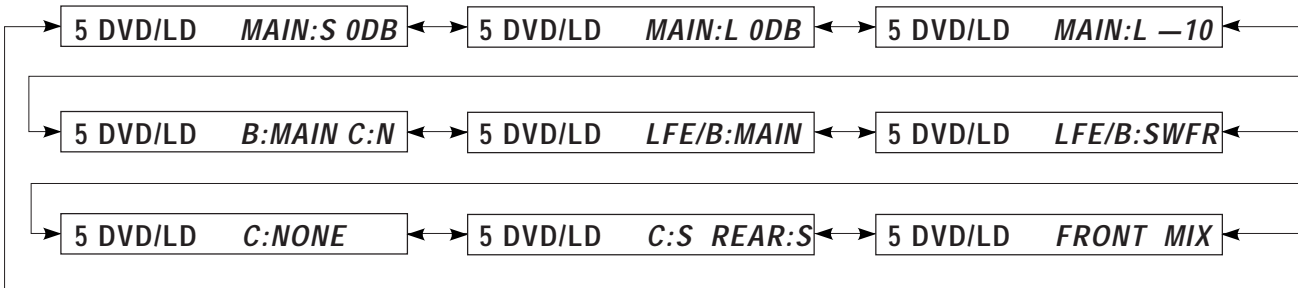 5 DVD/LD MAIN:S 0DB 5 DVD/LD MAIN:L 0DB 5 DVD/LD MAIN:L —10
5 DVD/LD B:MAIN C:N 5 DVD/LD LFE/B:MAIN 5 DVD/LD LFE/B:SWFR
5 DVD/LD C:NONE 5 DVD/LD C:S REAR:S 5 DVD/LD FRONT MIX